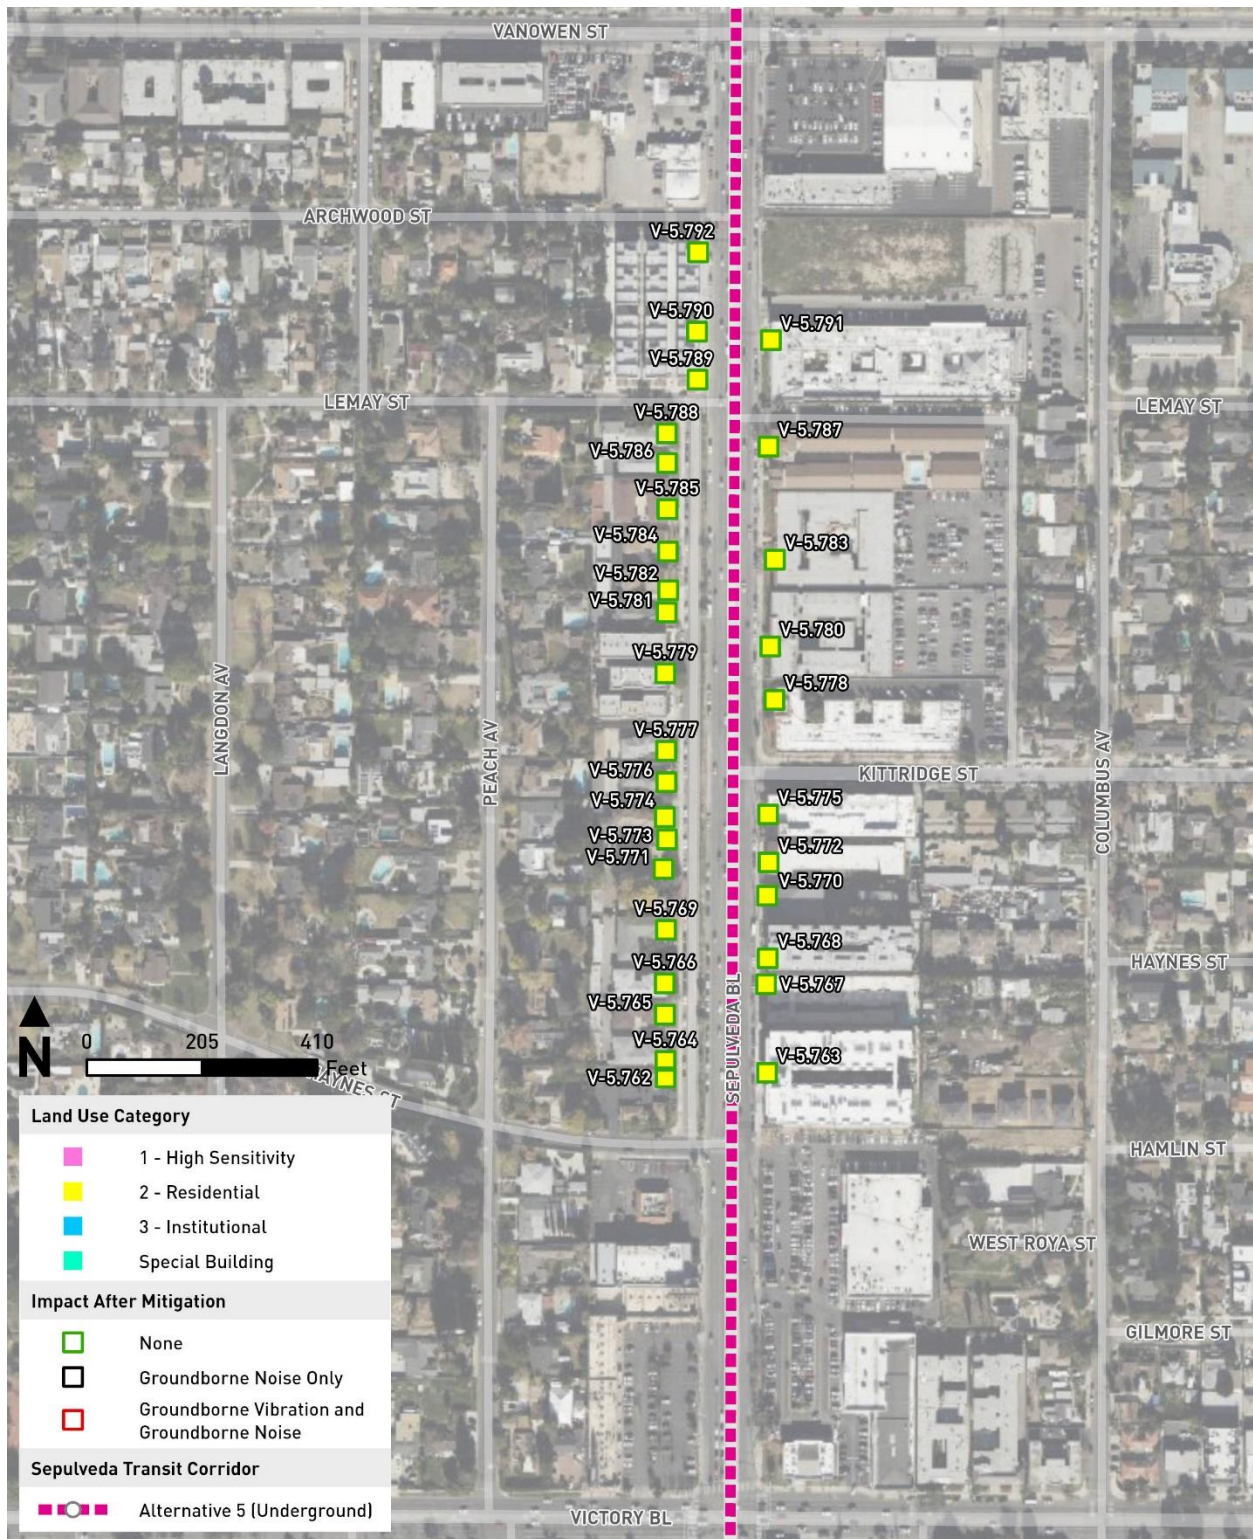 VANOWEN ST
ARCHWOOD ST
V-5.792
V-5.790
V-5.791
V-5.789
LEMAY ST
LEMAY ST
V-5.788
V-5.787
V-5.786
V-5.785
V-5.784
V-5.783
V-5.782
V-5.781
V-5.780
V-5.779
V-5.778
LANGDON AV
PEACH AV
V-5.777
V-5.776
KITTRIDGE ST
COLUMBUS AV
V-5.774
V-5.775
V-5.773
V-5.772
V-5.771
V-5.770
V-5.769
V-5.768
HAYNES ST
V-5.766
V-5.767
V-5.765
SEPULVEDA BL
V-5.764
V-5.763
V-5.762
N
0 205 410
Feet
HAYNES ST
HAMLIN ST
WEST ROYA ST
GILMORE ST
VICTORY BL
Land Use Category
1 - High Sensitivity
2 - Residential
3 - Institutional
Special Building
Impact After Mitigation
None
Groundborne Noise Only
Groundborne Vibration and
Groundborne Noise
Sepulveda Transit Corridor
Alternative 5 (Underground)